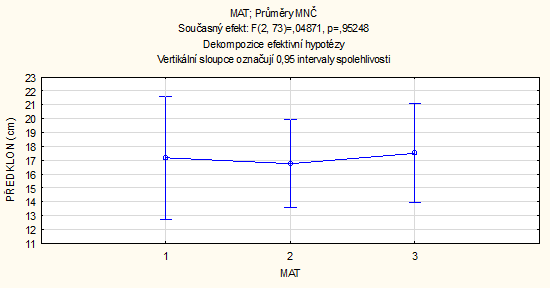 MAT; Průměry MNČ
Současný efekt: F(2, 73)=,04871, p=,95248
Dekompozice efektivní hypotézy
Vertikální sloupce označují 0,95 intervaly spolehlivosti
23
22
21
20
19
18
17
16
15
14
13
12
11
PŘEDKLON (cm)
1 2 3
MAT